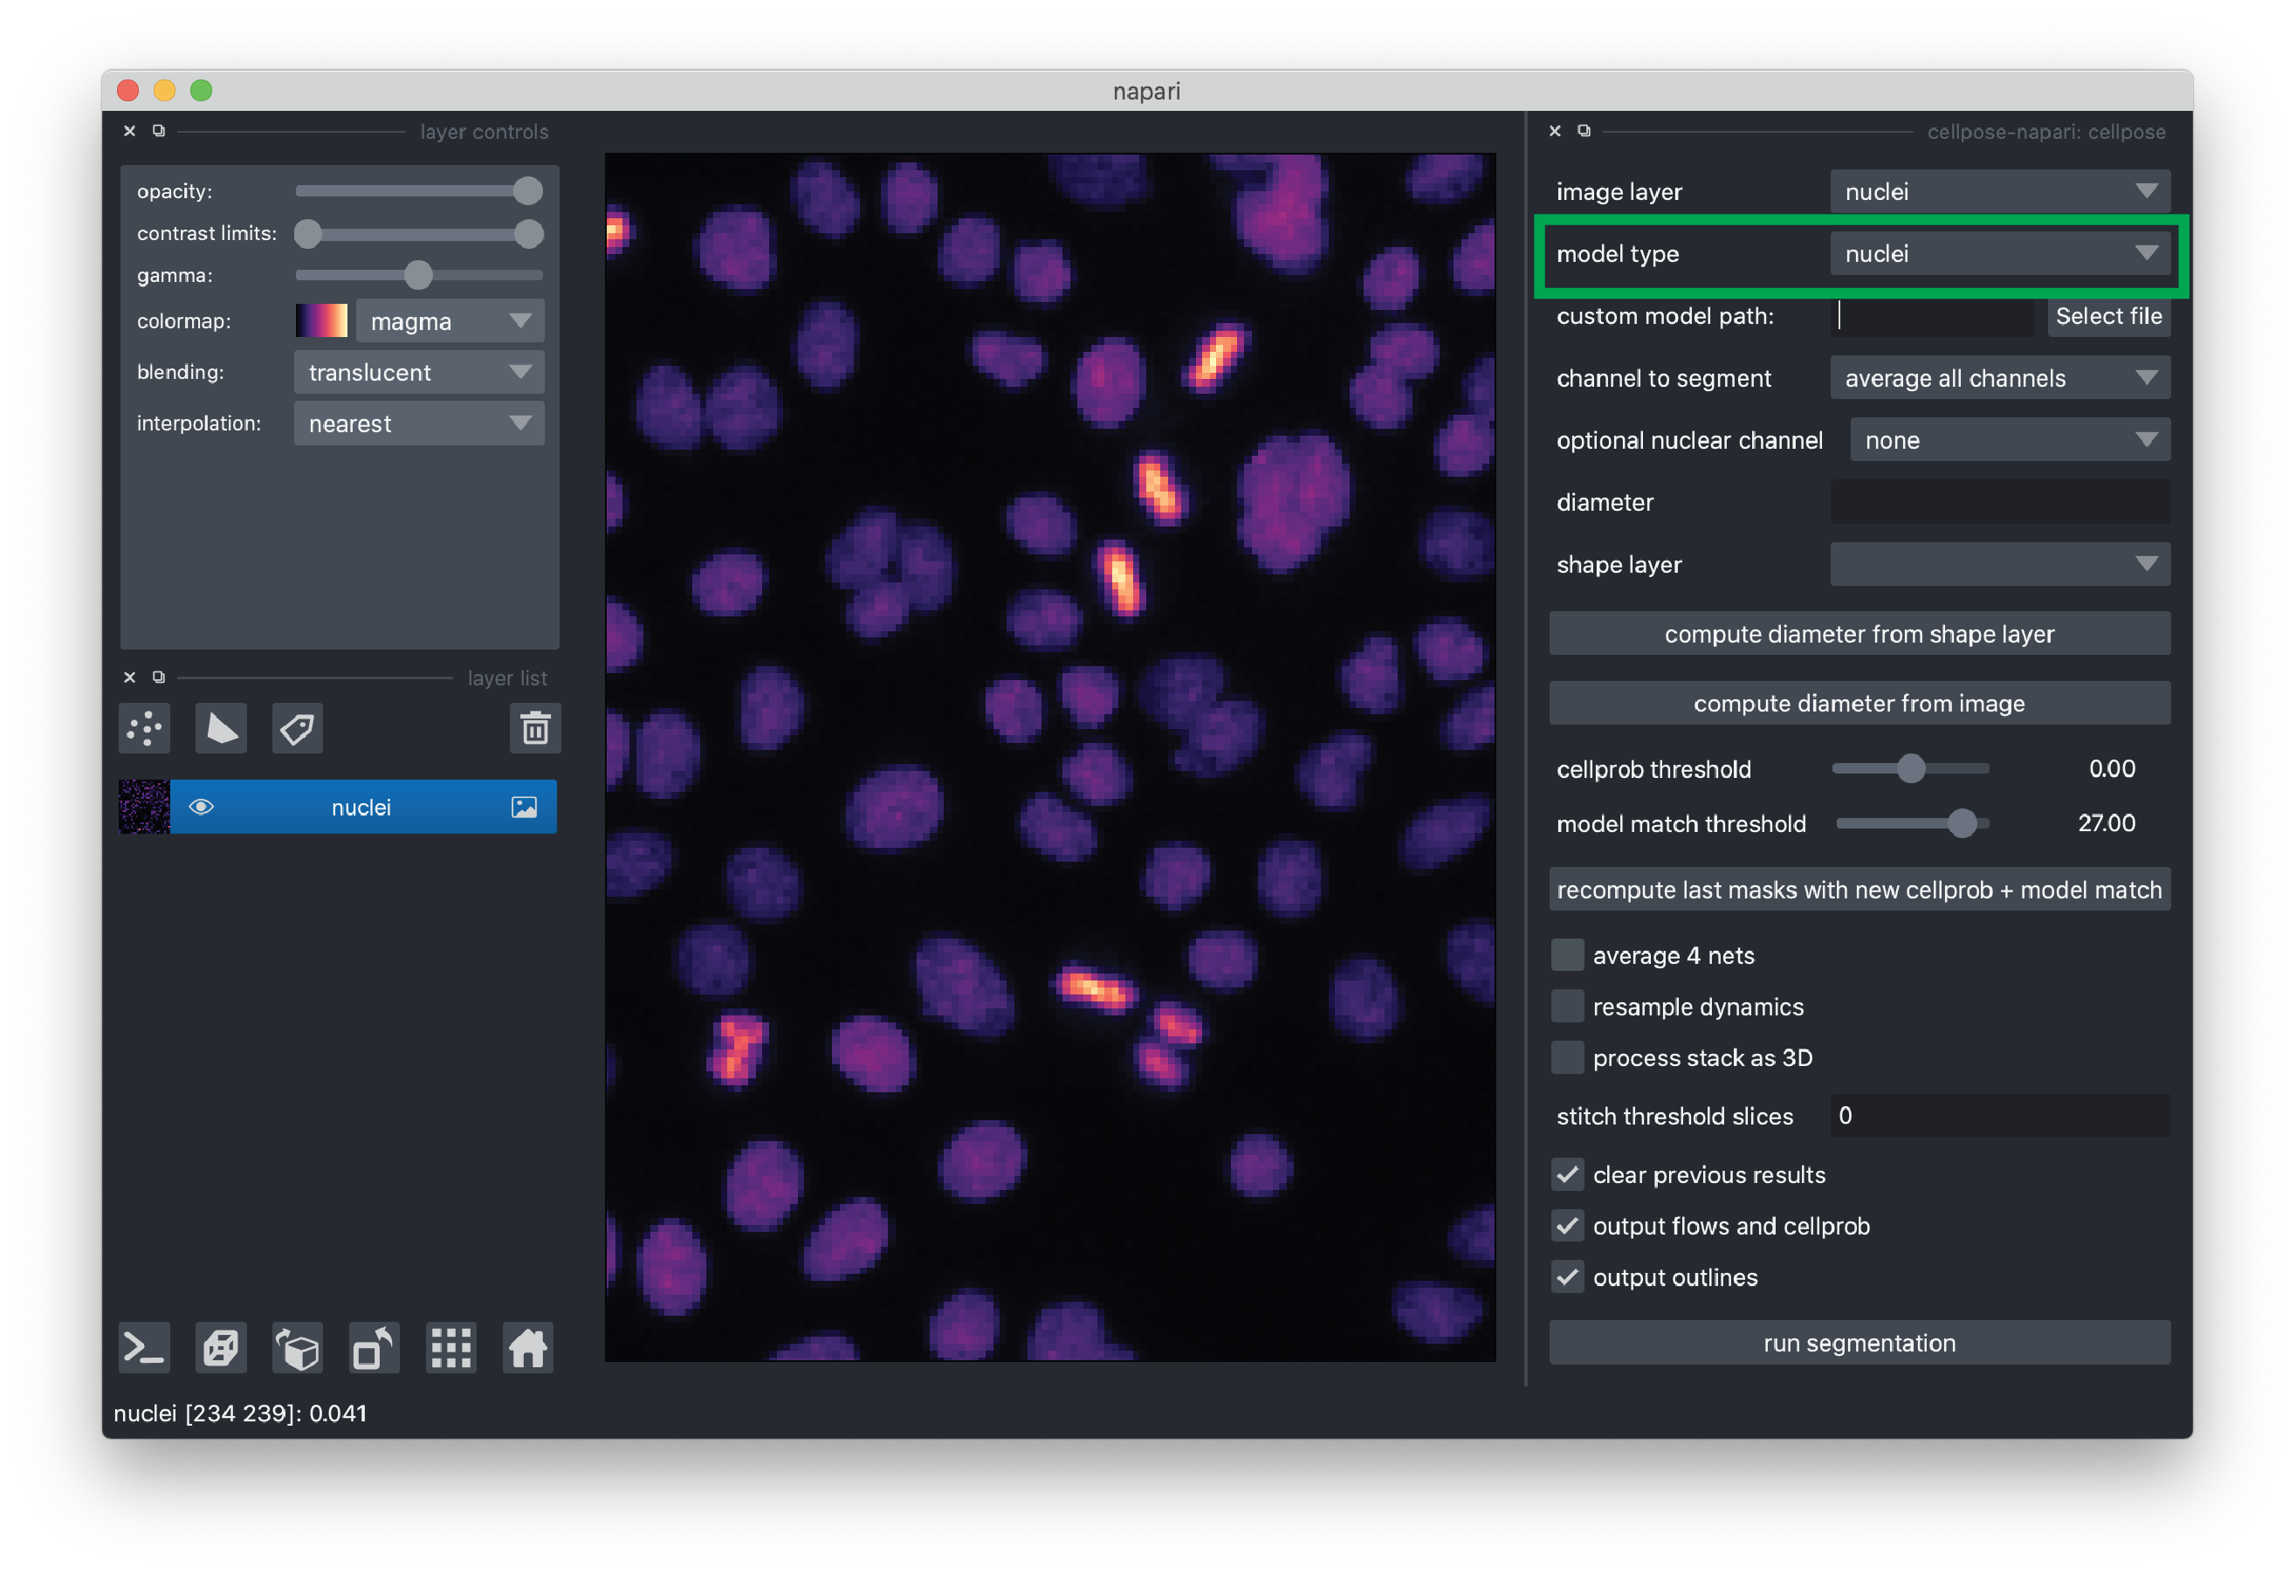 napari
layer controls
opacity:
contrast limits:
gamma:
colormap: magma
blending: translucent
interpolation: nearest
layer list
nuclei
nuclei [234 239]: 0.041
cellpose-napari: cellpose
image layer nuclei
model type nuclei
custom model path: Select file
channel to segment average all channels
optional nuclear channel none
diameter
shape layer
compute diameter from shape layer
compute diameter from image
cellprob threshold 0.00
model match threshold 27.00
recompute last masks with new cellprob + model match
average 4 nets
resample dynamics
process stack as 3D
stitch threshold slices 0
clear previous results
output flows and cellprob
output outlines
run segmentation